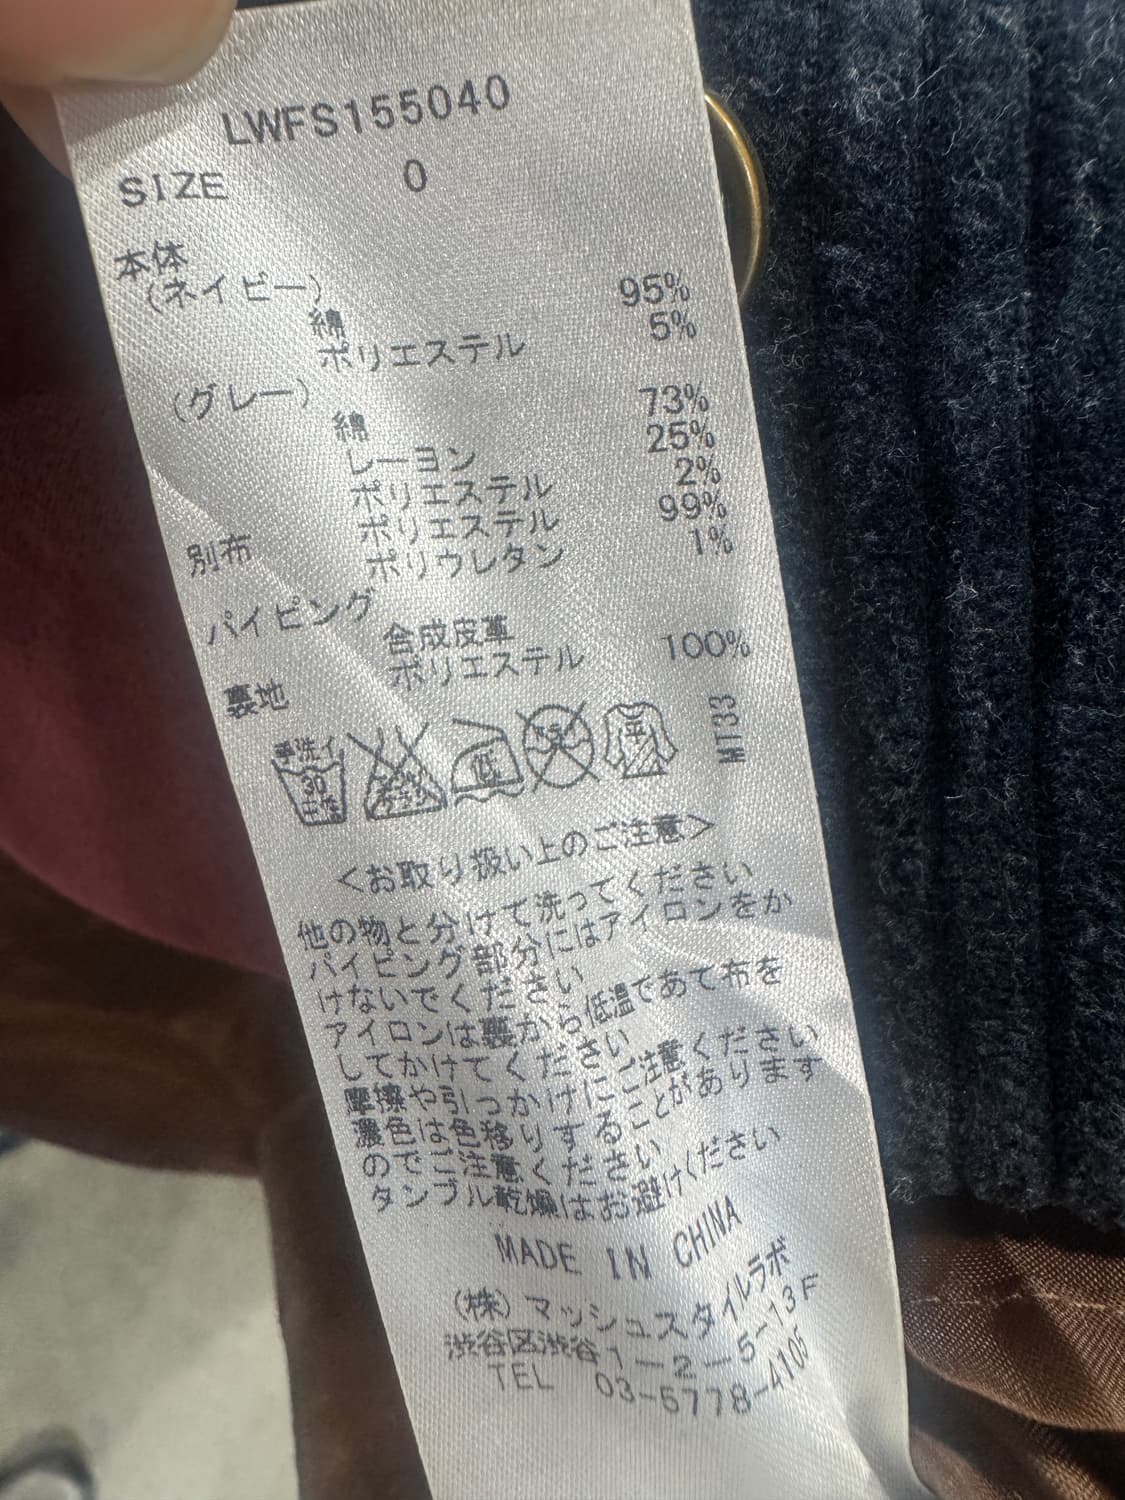 LWFS155040
SIZE 0
本体
(ネイビー)
綿 95%
ポリエステル 5%
(グレー)
綿 73%
レーヨン 25%
ポリエステル 2%
別布 ポリエステル 99%
ポリウレタン 1%
パイピング
合成皮革
裏地 ポリエステル 100%
手洗イ
30
中性
低
平
MT33
<お取り扱い上のご注意>
他の物と分けて洗ってください
パイピング部分にはアイロンをか
けないでください
アイロンは裏から低温であて布を
してかけてください
摩擦や引っかけにご注意ください
濃色は色移りすることがあります
のでご注意ください
タンブル乾燥はお避けください
MADE IN CHINA
(株)マッシュスタイルラボ
渋谷区渋谷1-2-5-13F
TEL 03-6778-4105